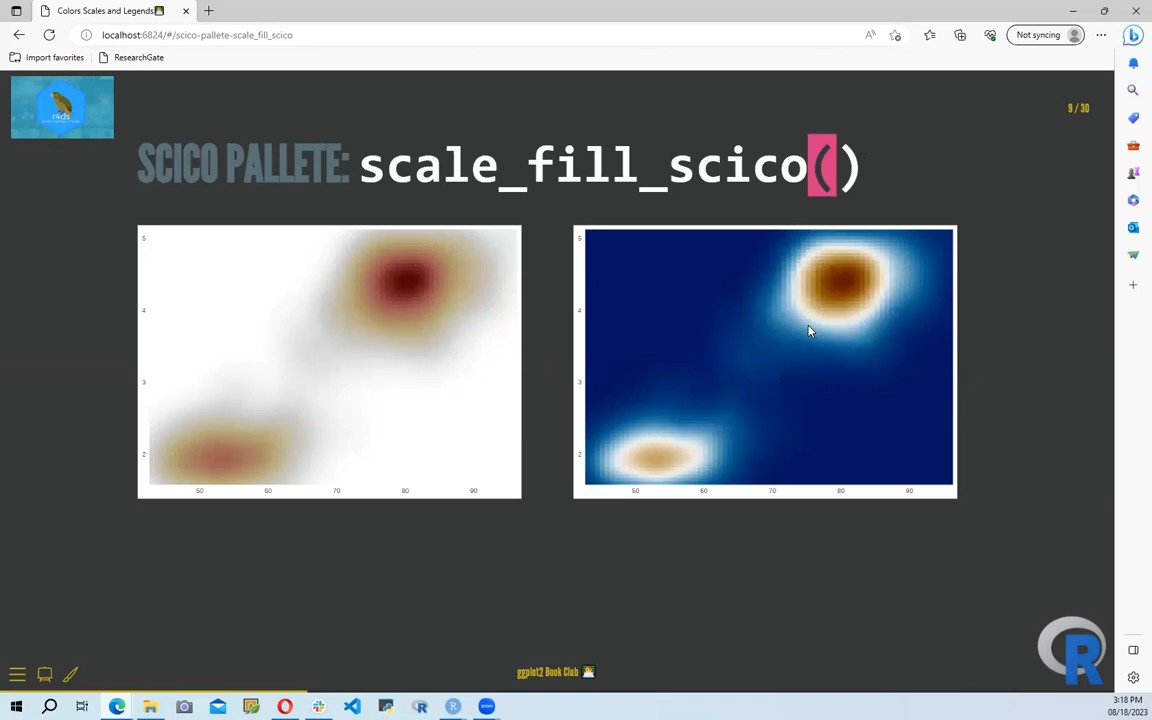 Colors Scales and Legends
localhost:6824/#/scico-pallete-scale_fill_scico
Not syncing
Import favorites
ResearchGate
r4ds
9 / 30
SCICO PALLETE: scale_fill_scico()
5
4
3
2
50 60 70 80 90
5
4
3
2
50 60 70 80 90
R
ggplot2 Book Club
zoom
3:18 PM
08/18/2023